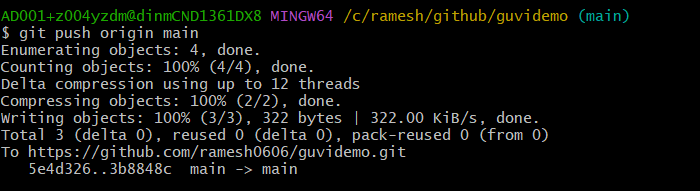 AD001+z004yzdm@dinmCND1361DX8 MINGW64 /c/ramesh/github/guvidemo (main)
$ git push origin main
Enumerating objects: 4, done.
Counting objects: 100% (4/4), done.
Delta compression using up to 12 threads
Compressing objects: 100% (2/2), done.
Writing objects: 100% (3/3), 322 bytes | 322.00 KiB/s, done.
Total 3 (delta 0), reused 0 (delta 0), pack-reused 0 (from 0)
To https://github.com/ramesh0606/guvidemo.git
   5e4d326..3b8848c  main -> main